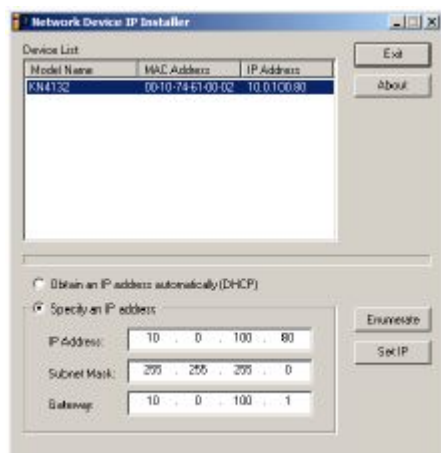 Network Device IP Installer
Device List
Exit
Model Name MAC Address IP Address
KN4132 00-10-74-61-00-02 10.0.100.80
About
Obtain an IP address automatically (DHCP)
Specify an IP address
IP Address: 10 . 0 . 100 . 80
Enumerate
Subnet Mask: 255 . 255 . 255 . 0
Set IP
Gateway: 10 . 0 . 100 . 1